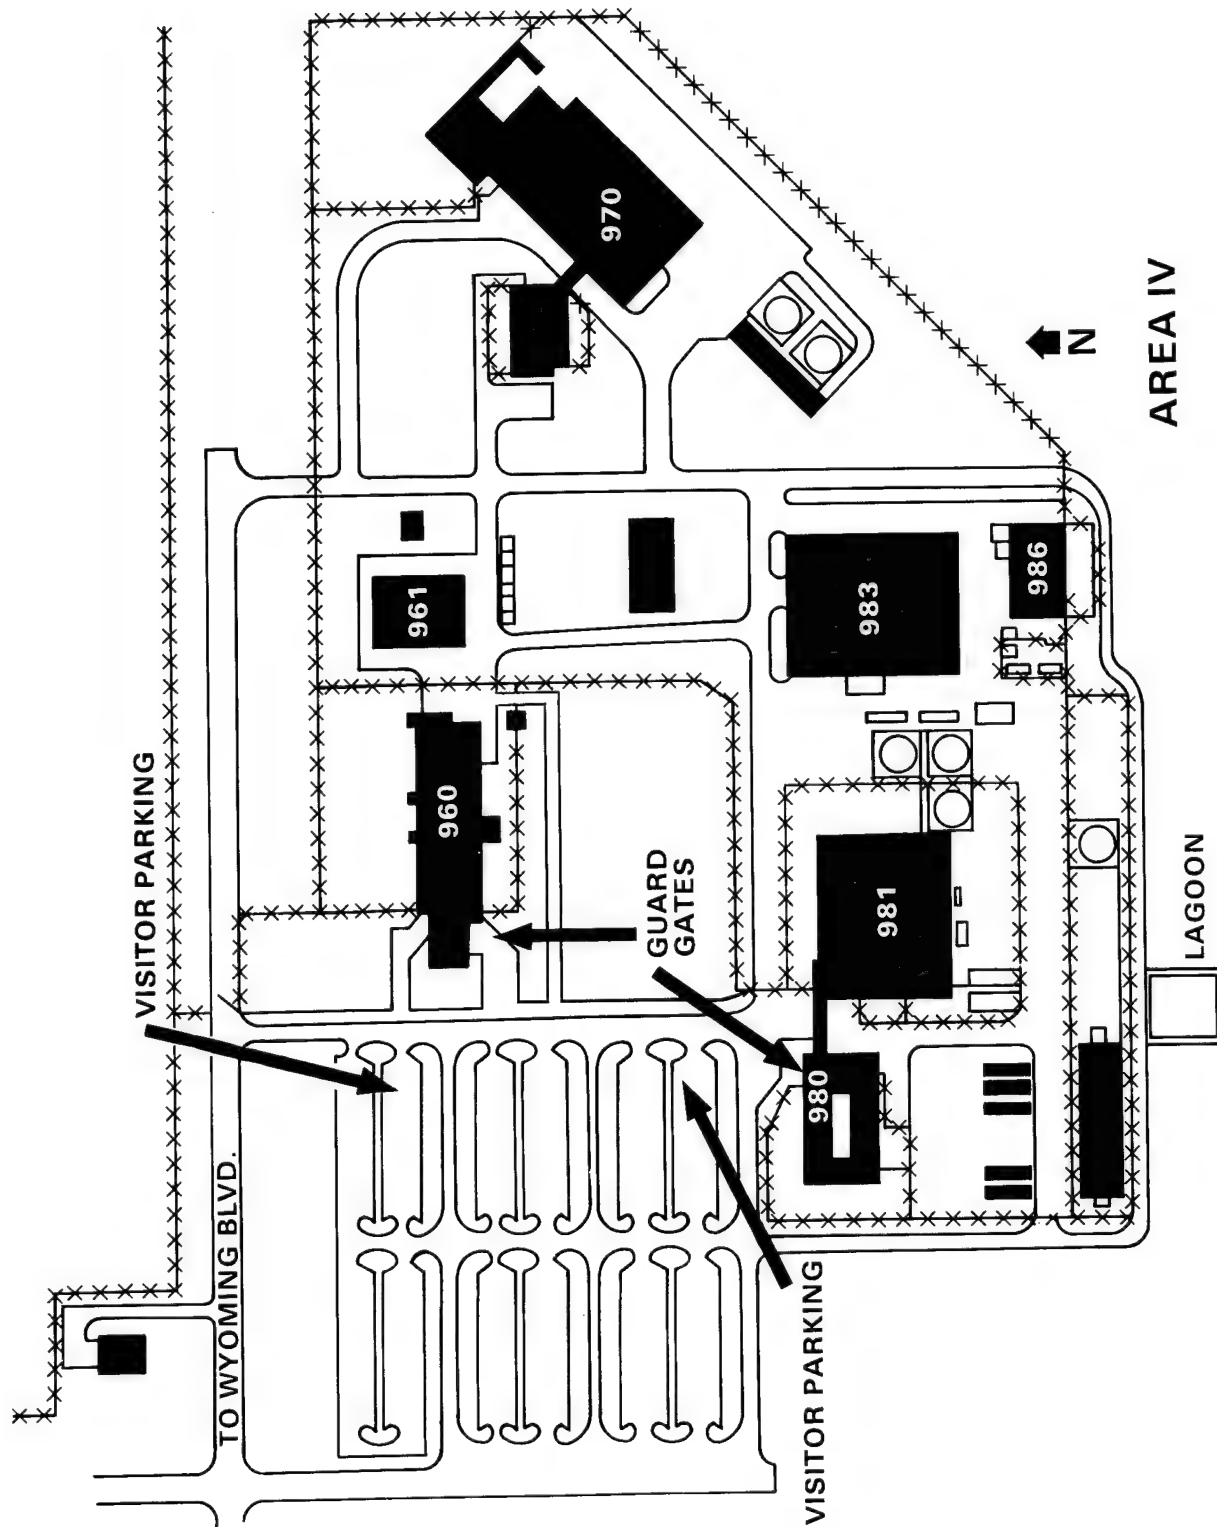 VISITOR PARKING
TO WYOMING BLVD.
960
961
970
GUARD
GATES
980
981
983
986
VISITOR PARKING
LAGOON
N
AREA IV